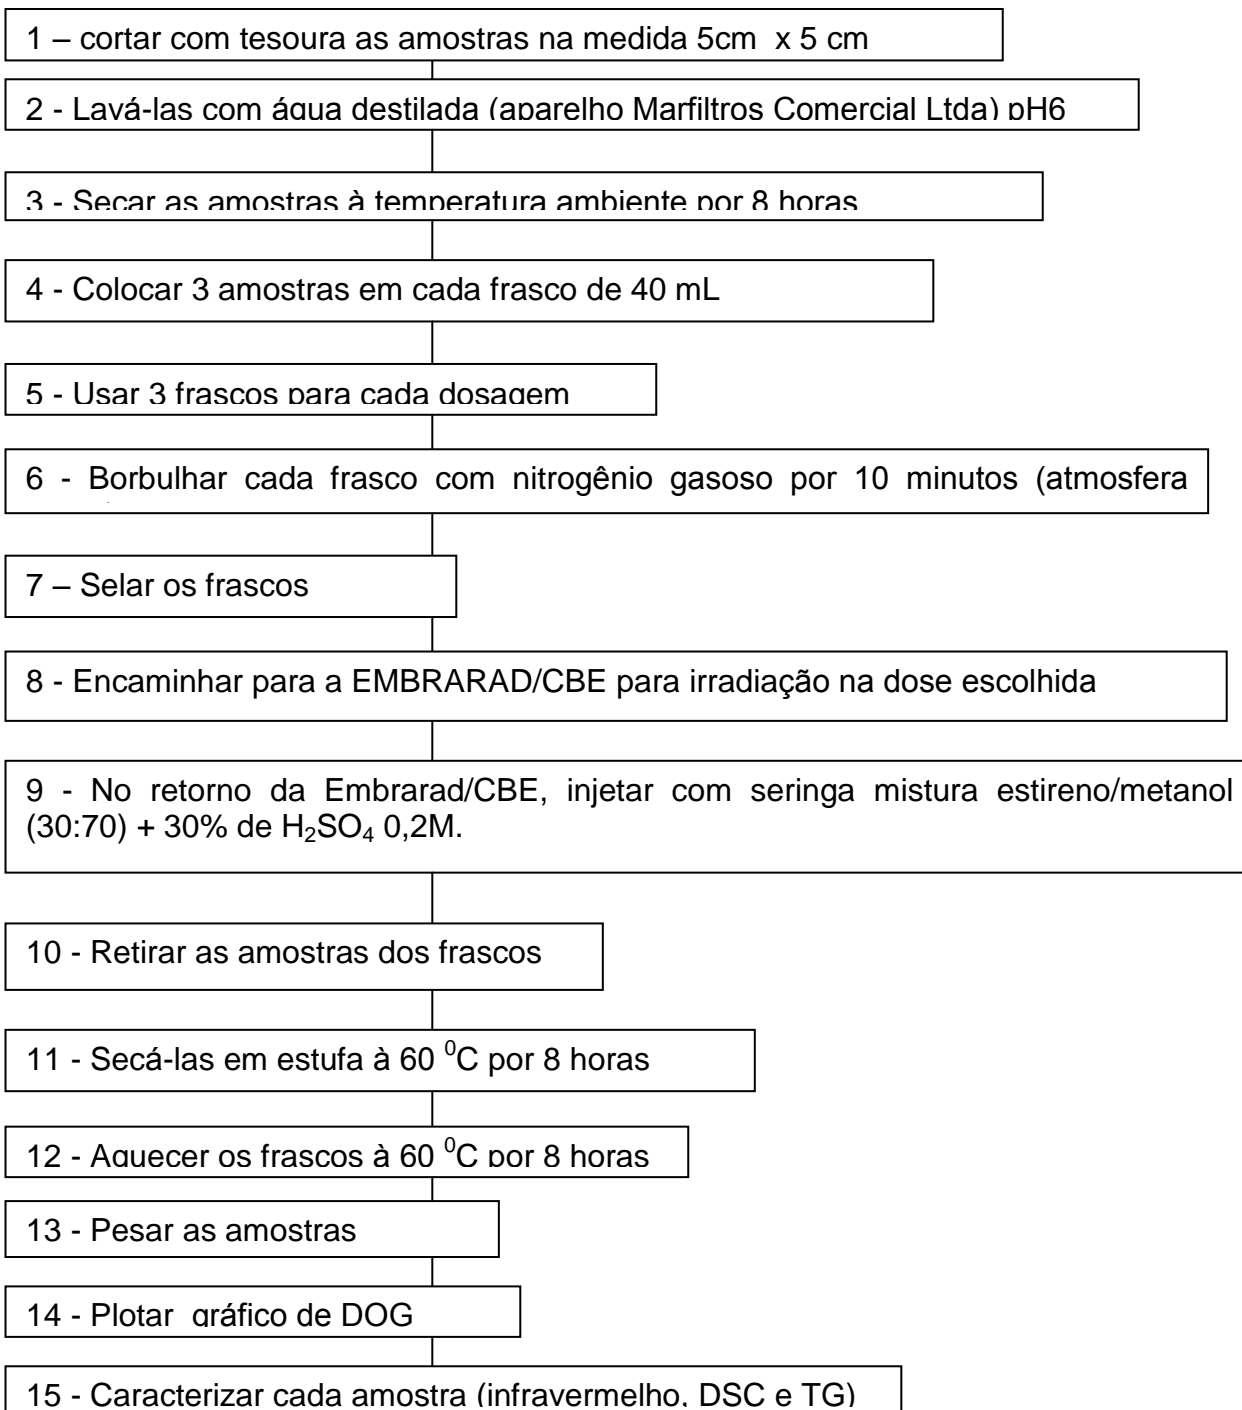 1 – cortar com tesoura as amostras na medida 5cm x 5 cm
2 - Lavá-las com água destilada (aparelho Marfiltros Comercial Ltda) pH6
3 - Secar as amostras à temperatura ambiente por 8 horas
4 - Colocar 3 amostras em cada frasco de 40 mL
5 - Usar 3 frascos para cada dosagem
6 - Borbulhar cada frasco com nitrogênio gasoso por 10 minutos (atmosfera
7 – Selar os frascos
8 - Encaminhar para a EMBRARAD/CBE para irradiação na dose escolhida
9 - No retorno da Embrarad/CBE, injetar com seringa mistura estireno/metanol
(30:70) + 30% de H₂SO₄ 0,2M.
10 - Retirar as amostras dos frascos
11 - Secá-las em estufa à 60 ⁰C por 8 horas
12 - Aquecer os frascos à 60 ⁰C por 8 horas
13 - Pesar as amostras
14 - Plotar gráfico de DOG
15 - Caracterizar cada amostra (infravermelho, DSC e TG)